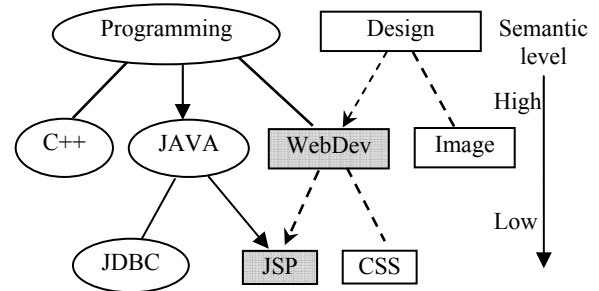 Programming
Design
Semantic
level
High
C++
JAVA
WebDev
Image
Low
JDBC
JSP
CSS